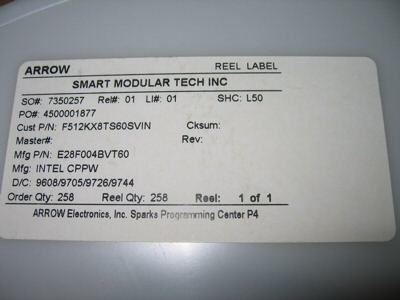 ARROW REEL LABEL
SMART MODULAR TECH INC
SO#: 7350257 Rel#: 01 LI#: 01 SHC: L50
PO#: 4500001877
Cust P/N: F512KX8TS60SVIN Cksum:
Master#: Rev:
Mfg P/N: E28F004BVT60
Mfg: INTEL CPPW
D/C: 9608/9705/9726/9744
Order Qty: 258 Reel Qty: 258 Reel: 1 of 1
ARROW Electronics, Inc. Sparks Programming Center P4